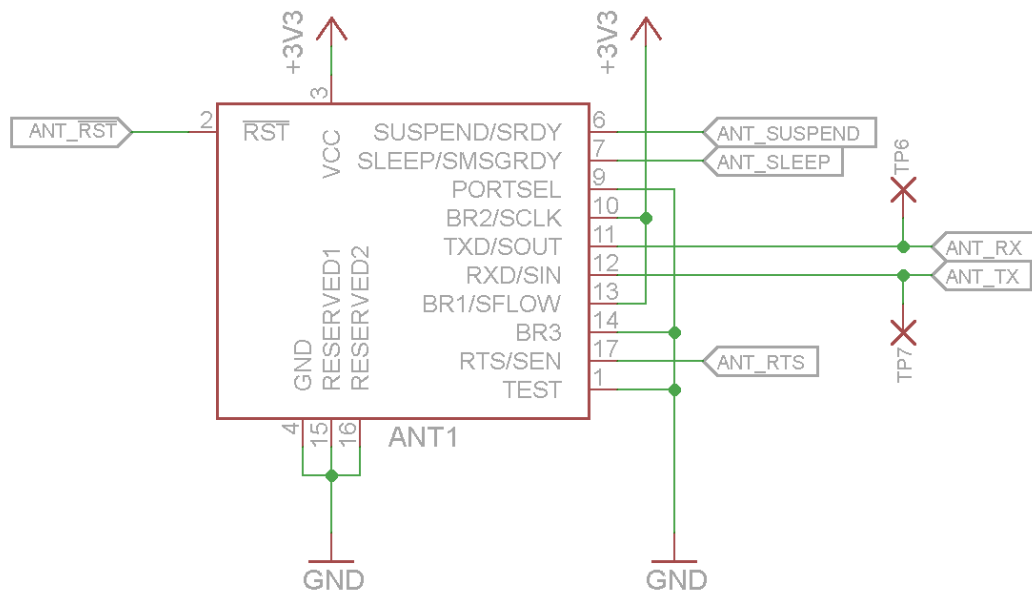 +3V3
+3V3
3
ANT_RST
2
RST
VCC
SUSPEND/SRDY
6
ANT_SUSPEND
SLEEP/SMSGRDY
7
ANT_SLEEP
TP6
PORTSEL
9
BR2/SCLK
10
TXD/SOUT
11
ANT_RX
RXD/SIN
12
ANT_TX
BR1/SFLOW
13
BR3
14
TP7
RTS/SEN
17
ANT_RTS
TEST
1
GND
RESERVED1
RESERVED2
4
15
16
ANT1
GND
GND